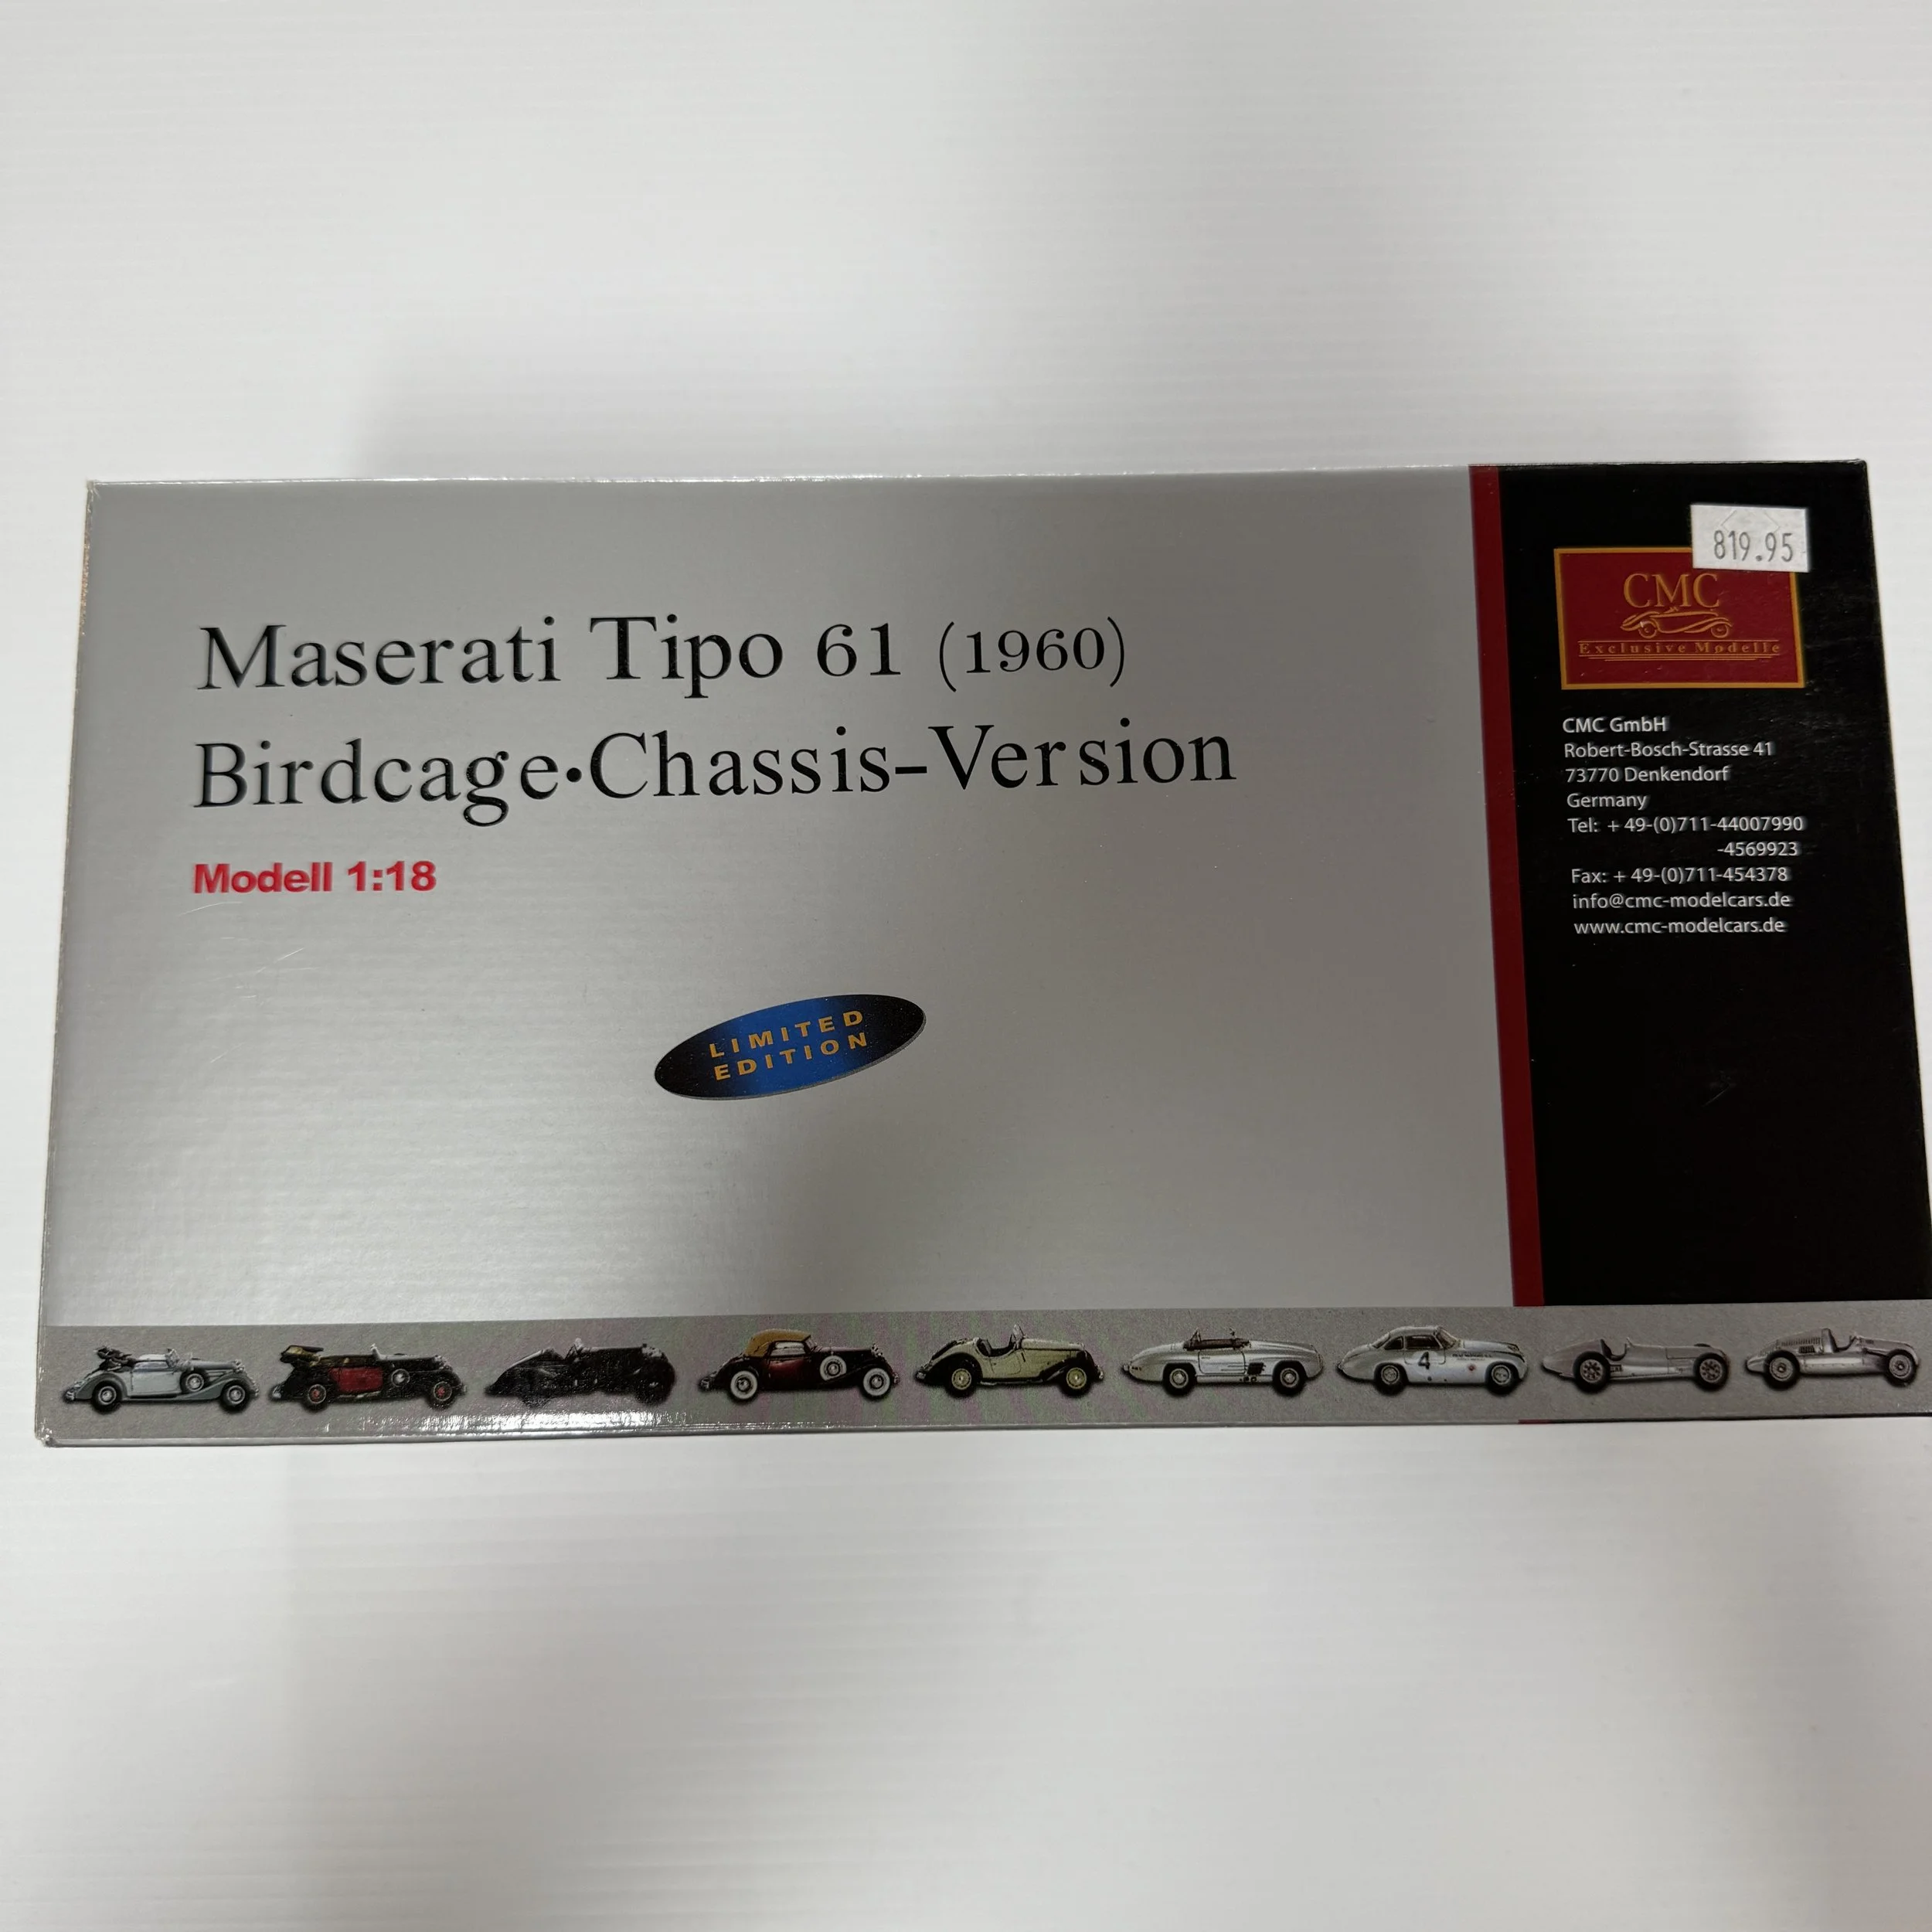 Maserati Tipo 61 (1960)
Birdcage·Chassis-Version
Modell 1:18
LIMITED
EDITION
819.95
CMC
Exclusive Modelle
CMC GmbH
Robert-Bosch-Strasse 41
73770 Denkendorf
Germany
Tel: + 49-(0)711-44007990
-4569923
Fax: + 49-(0)711-454378
info@cmc-modelcars.de
www.cmc-modelcars.de
4